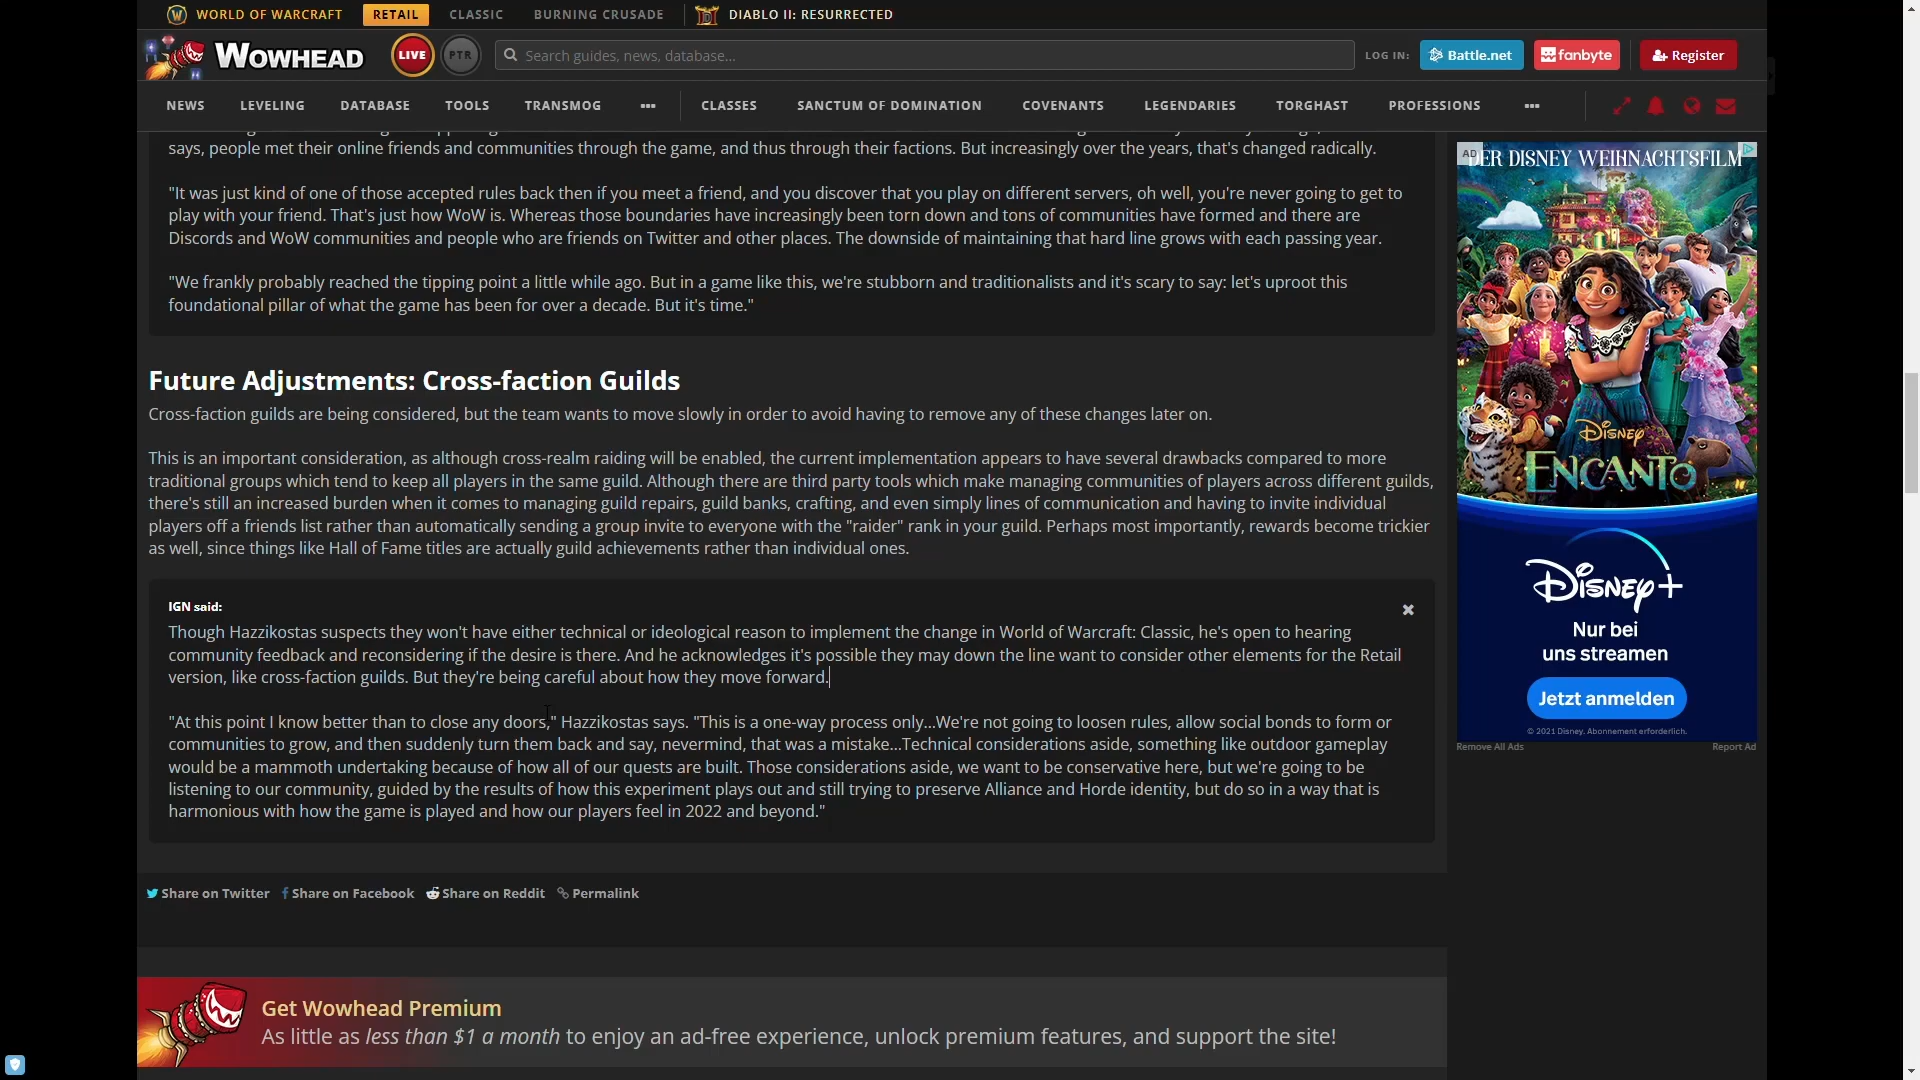 WORLD OF WARCRAFT RETAIL CLASSIC BURNING CRUSADE DIABLO II: RESURRECTED
WOWHEAD LIVE PTR Search guides, news, database... LOG IN: Battle.net fanbyte Register
NEWS LEVELING DATABASE TOOLS TRANSMOG ••• CLASSES SANCTUM OF DOMINATION COVENANTS LEGENDARIES TORGHAST PROFESSIONS •••
says, people met their online friends and communities through the game, and thus through their factions. But increasingly over the years, that's changed radically.
"It was just kind of one of those accepted rules back then if you meet a friend, and you discover that you play on different servers, oh well, you're never going to get to
play with your friend. That's just how WoW is. Whereas those boundaries have increasingly been torn down and tons of communities have formed and there are
Discords and WoW communities and people who are friends on Twitter and other places. The downside of maintaining that hard line grows with each passing year.
"We frankly probably reached the tipping point a little while ago. But in a game like this, we're stubborn and traditionalists and it's scary to say: let's uproot this
foundational pillar of what the game has been for over a decade. But it's time."
Future Adjustments: Cross-faction Guilds
Cross-faction guilds are being considered, but the team wants to move slowly in order to avoid having to remove any of these changes later on.
This is an important consideration, as although cross-realm raiding will be enabled, the current implementation appears to have several drawbacks compared to more
traditional groups which tend to keep all players in the same guild. Although there are third party tools which make managing communities of players across different guilds,
there's still an increased burden when it comes to managing guild repairs, guild banks, crafting, and even simply lines of communication and having to invite individual
players off a friends list rather than automatically sending a group invite to everyone with the "raider" rank in your guild. Perhaps most importantly, rewards become trickier
as well, since things like Hall of Fame titles are actually guild achievements rather than individual ones.
IGN said:
Though Hazzikostas suspects they won't have either technical or ideological reason to implement the change in World of Warcraft: Classic, he's open to hearing
community feedback and reconsidering if the desire is there. And he acknowledges it's possible they may down the line want to consider other elements for the Retail
version, like cross-faction guilds. But they're being careful about how they move forward.
"At this point I know better than to close any doors," Hazzikostas says. "This is a one-way process only...We're not going to loosen rules, allow social bonds to form or
communities to grow, and then suddenly turn them back and say, nevermind, that was a mistake...Technical considerations aside, something like outdoor gameplay
would be a mammoth undertaking because of how all of our quests are built. Those considerations aside, we want to be conservative here, but we're going to be
listening to our community, guided by the results of how this experiment plays out and still trying to preserve Alliance and Horde identity, but do so in a way that is
harmonious with how the game is played and how our players feel in 2022 and beyond."
Share on Twitter Share on Facebook Share on Reddit Permalink
Get Wowhead Premium
As little as less than $1 a month to enjoy an ad-free experience, unlock premium features, and support the site!
AD
DER DISNEY WEIHNACHTSFILM
DISNEY
ENCANTO
Disney+
Nur bei
uns streamen
Jetzt anmelden
© 2021 Disney. Abonnement erforderlich.
Remove All Ads Report Ad